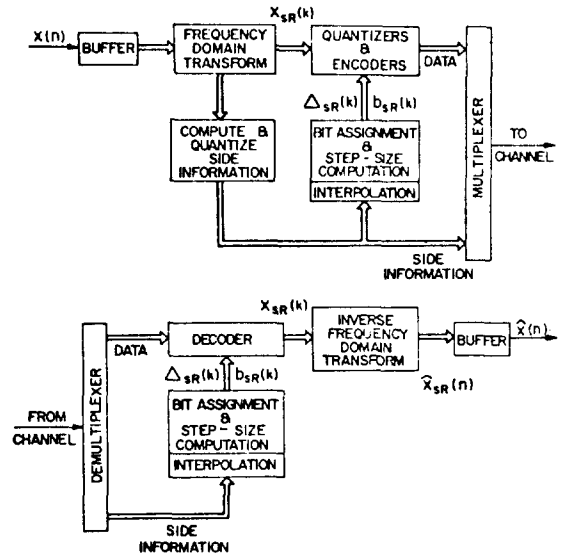 X(n)
BUFFER
FREQUENCY
DOMAIN
TRANSFORM
X_SR(k)
QUANTIZERS
&
ENCODERS
DATA
MULTIPLEXER
TO
CHANNEL
COMPUTE &
QUANTIZE
SIDE
INFORMATION
Δ_SR(k) b_SR(k)
BIT ASSIGNMENT
&
STEP-SIZE
COMPUTATION
INTERPOLATION
SIDE
INFORMATION
FROM
CHANNEL
DEMULTIPLEXER
DATA
DECODER
X_SR(k)
INVERSE
FREQUENCY
DOMAIN
TRANSFORM
BUFFER
X̂(n)
X̂_SR(n)
Δ_SR(k) b_SR(k)
BIT ASSIGNMENT
&
STEP-SIZE
COMPUTATION
INTERPOLATION
SIDE
INFORMATION